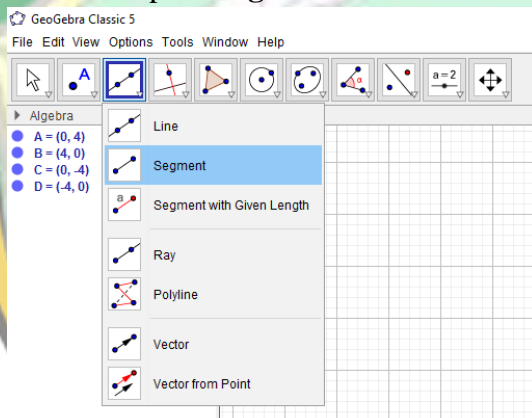 GeoGebra Classic 5
File Edit View Options Tools Window Help
A
α
a=2
Algebra
A = (0, 4)
B = (4, 0)
C = (0, -4)
D = (-4, 0)
Line
Segment
a
Segment with Given Length
Ray
Polyline
Vector
Vector from Point